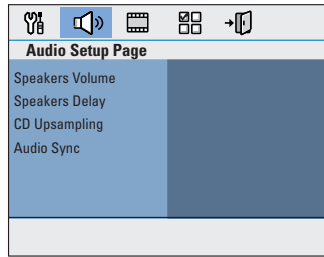 Audio Setup Page
Speakers Volume
Speakers Delay
CD Upsampling
Audio Sync